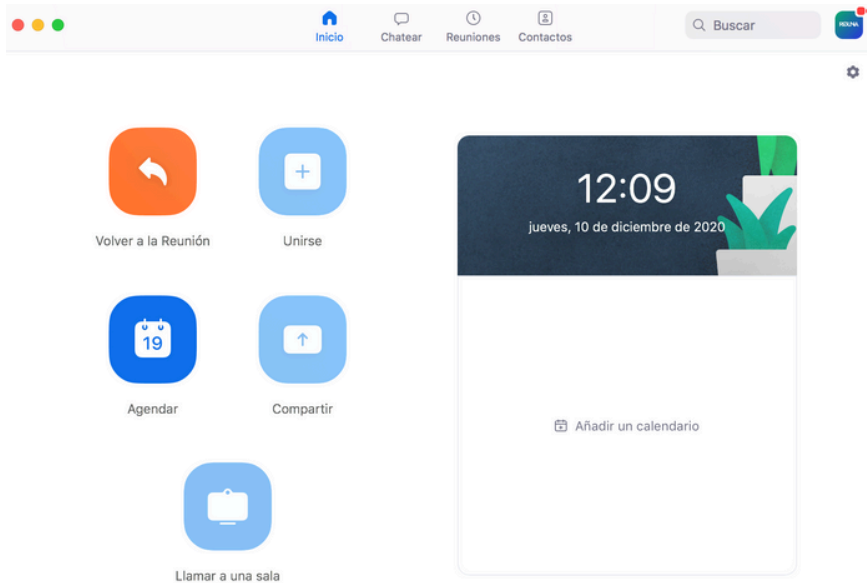 Inicio
Chatear
Reuniones
Contactos
Buscar
Volver a la Reunión
Unirse
12:09
jueves, 10 de diciembre de 2020
19
Agendar
Compartir
Añadir un calendario
Llamar a una sala